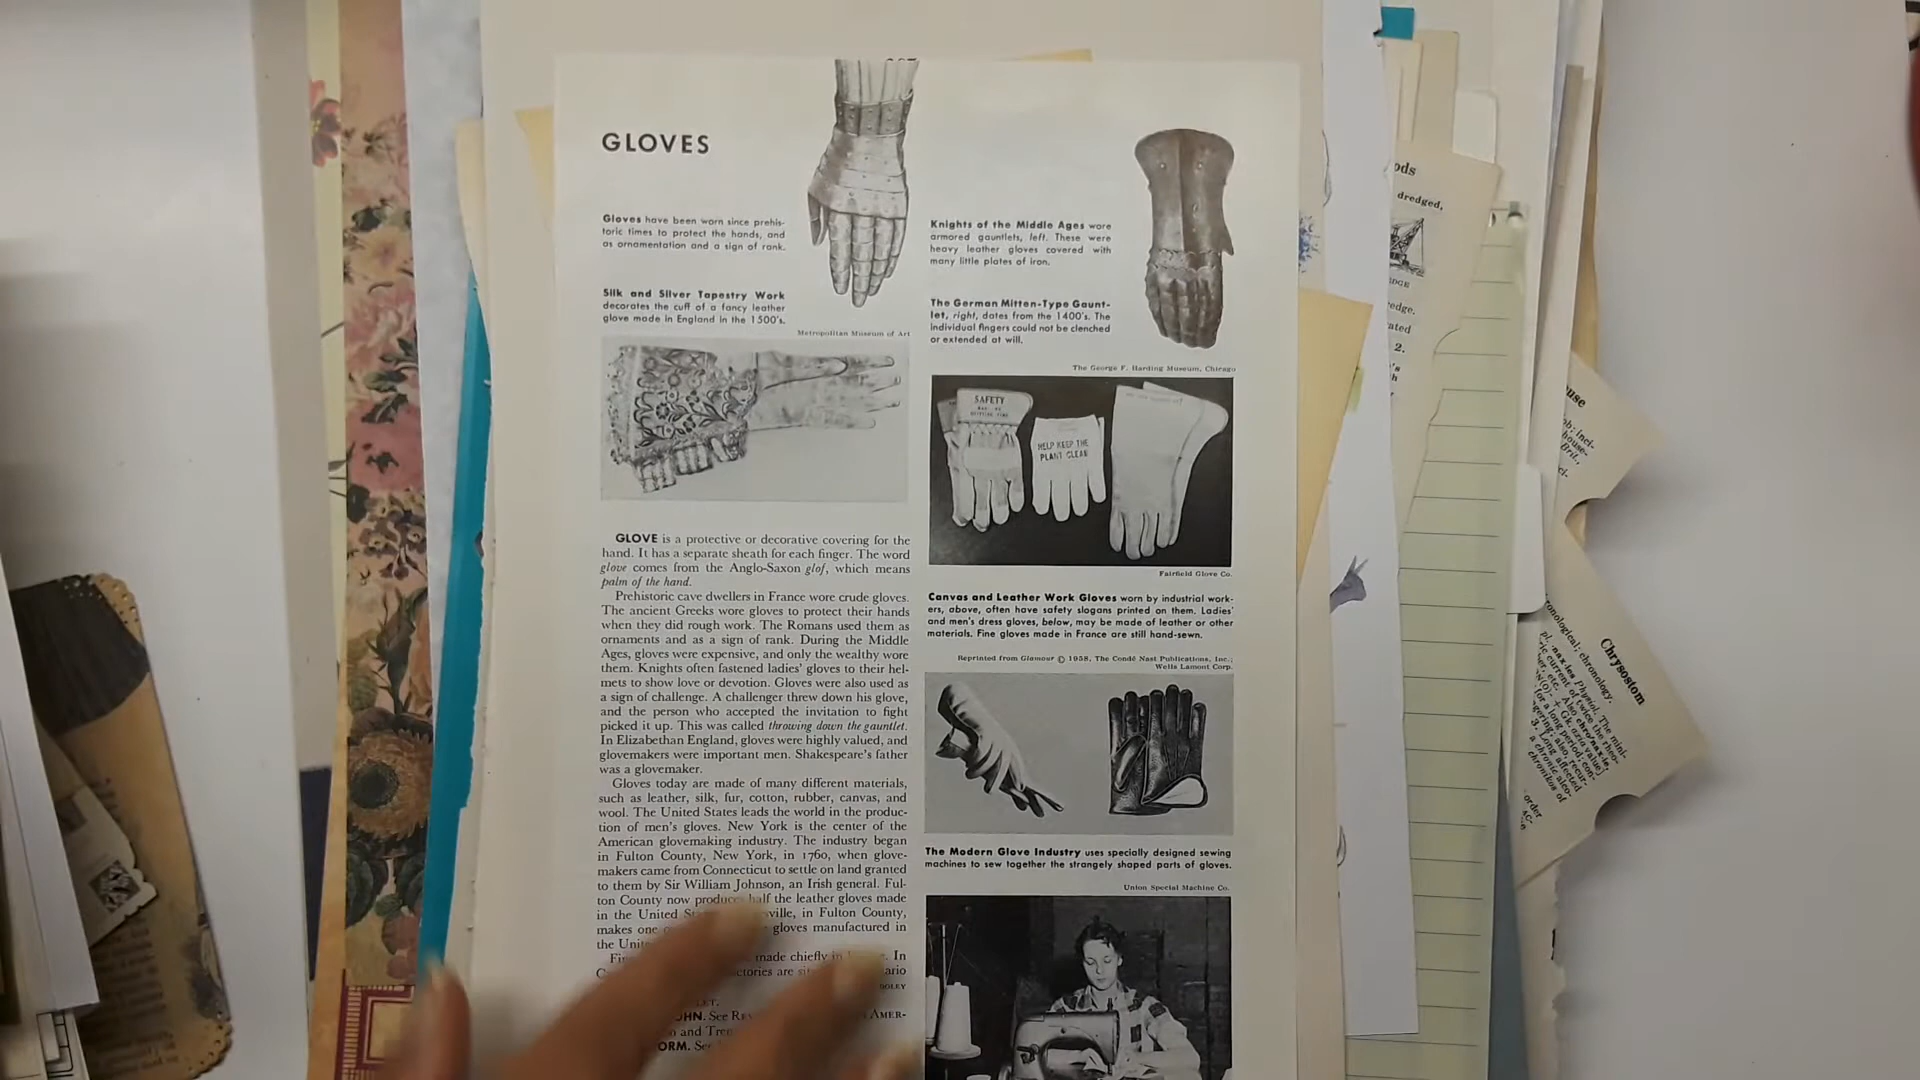 GLOVES
Gloves have been worn since prehis-
toric times to protect the hands, and
as ornamentation and a sign of rank.
Silk and Silver Tapestry Work
decorates the cuff of a fancy leather
glove made in England in the 1500's.
Metropolitan Museum of Art
GLOVE is a protective or decorative covering for the
hand. It has a separate sheath for each finger. The word
glove comes from the Anglo-Saxon glof, which means
palm of the hand.
Prehistoric cave dwellers in France wore crude gloves.
The ancient Greeks wore gloves to protect their hands
when they did rough work. The Romans used them as
ornaments and as a sign of rank. During the Middle
Ages, gloves were expensive, and only the wealthy wore
them. Knights often fastened ladies' gloves to their hel-
mets to show love or devotion. Gloves were also used as
a sign of challenge. A challenger threw down his glove,
and the person who accepted the invitation to fight
picked it up. This was called throwing down the gauntlet.
In Elizabethan England, gloves were highly valued, and
glovemakers were important men. Shakespeare's father
was a glovemaker.
Gloves today are made of many different materials,
such as leather, silk, fur, cotton, rubber, canvas, and
wool. The United States leads the world in the produc-
tion of men's gloves. New York is the center of the
American glovemaking industry. The industry began
in Fulton County, New York, in 1760, when glove-
makers came from Connecticut to settle on land granted
to them by Sir William Johnson, an Irish general. Ful-
ton County now produces half the leather gloves made
in the United ville, in Fulton County,
makes one gloves manufactured in
the
made chiefly in In
ctories are
See
and
See
Knights of the Middle Ages wore
armored gauntlets, left. These were
heavy leather gloves covered with
many little plates of iron.
The German Mitten-Type Gaunt-
let, right, dates from the 1400's. The
individual fingers could not be clenched
or extended at will.
The George F. Harding Museum, Chicago
SAFETY
HELP KEEP THE
PLANT CLEAN
Fairfield Glove Co.
Canvas and Leather Work Gloves worn by industrial work-
ers, above, often have safety slogans printed on them. Ladies'
and men's dress gloves, below, may be made of leather or other
materials. Fine gloves made in France are still hand-sewn.
Reprinted from Glamour © 1958, The Condé Nast Publications, Inc.;
Wells Lamont Corp.
The Modern Glove Industry uses specially designed sewing
machines to sew together the strangely shaped parts of gloves.
Union Special Machine Co.
ods
dredged,
edge.
2.
Chrysostom